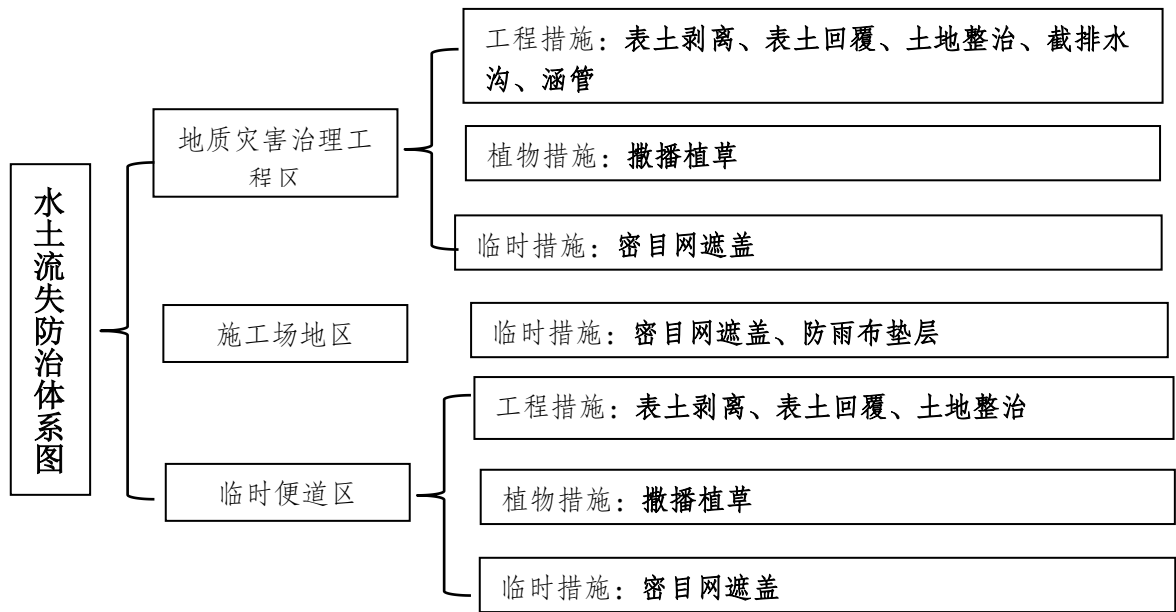 水土流失防治体系图
地质灾害治理工
程区
工程措施：表土剥离、表土回覆、土地整治、截排水
沟、涵管
植物措施：撒播植草
临时措施：密目网遮盖
施工场地区
临时措施：密目网遮盖、防雨布垫层
临时便道区
工程措施：表土剥离、表土回覆、土地整治
植物措施：撒播植草
临时措施：密目网遮盖